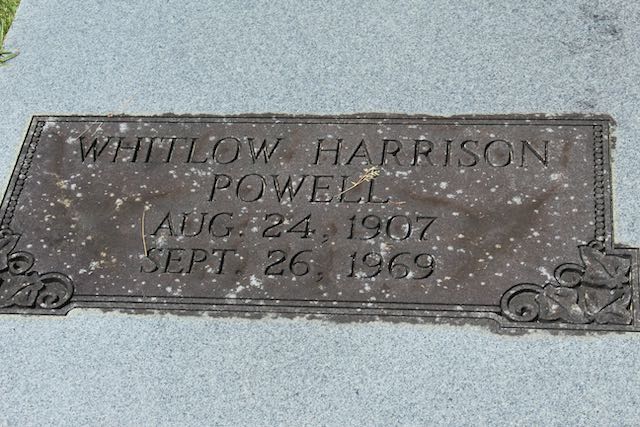 WHITLOW HARRISON
POWELL
AUG. 24, 1907
SEPT. 26, 1969